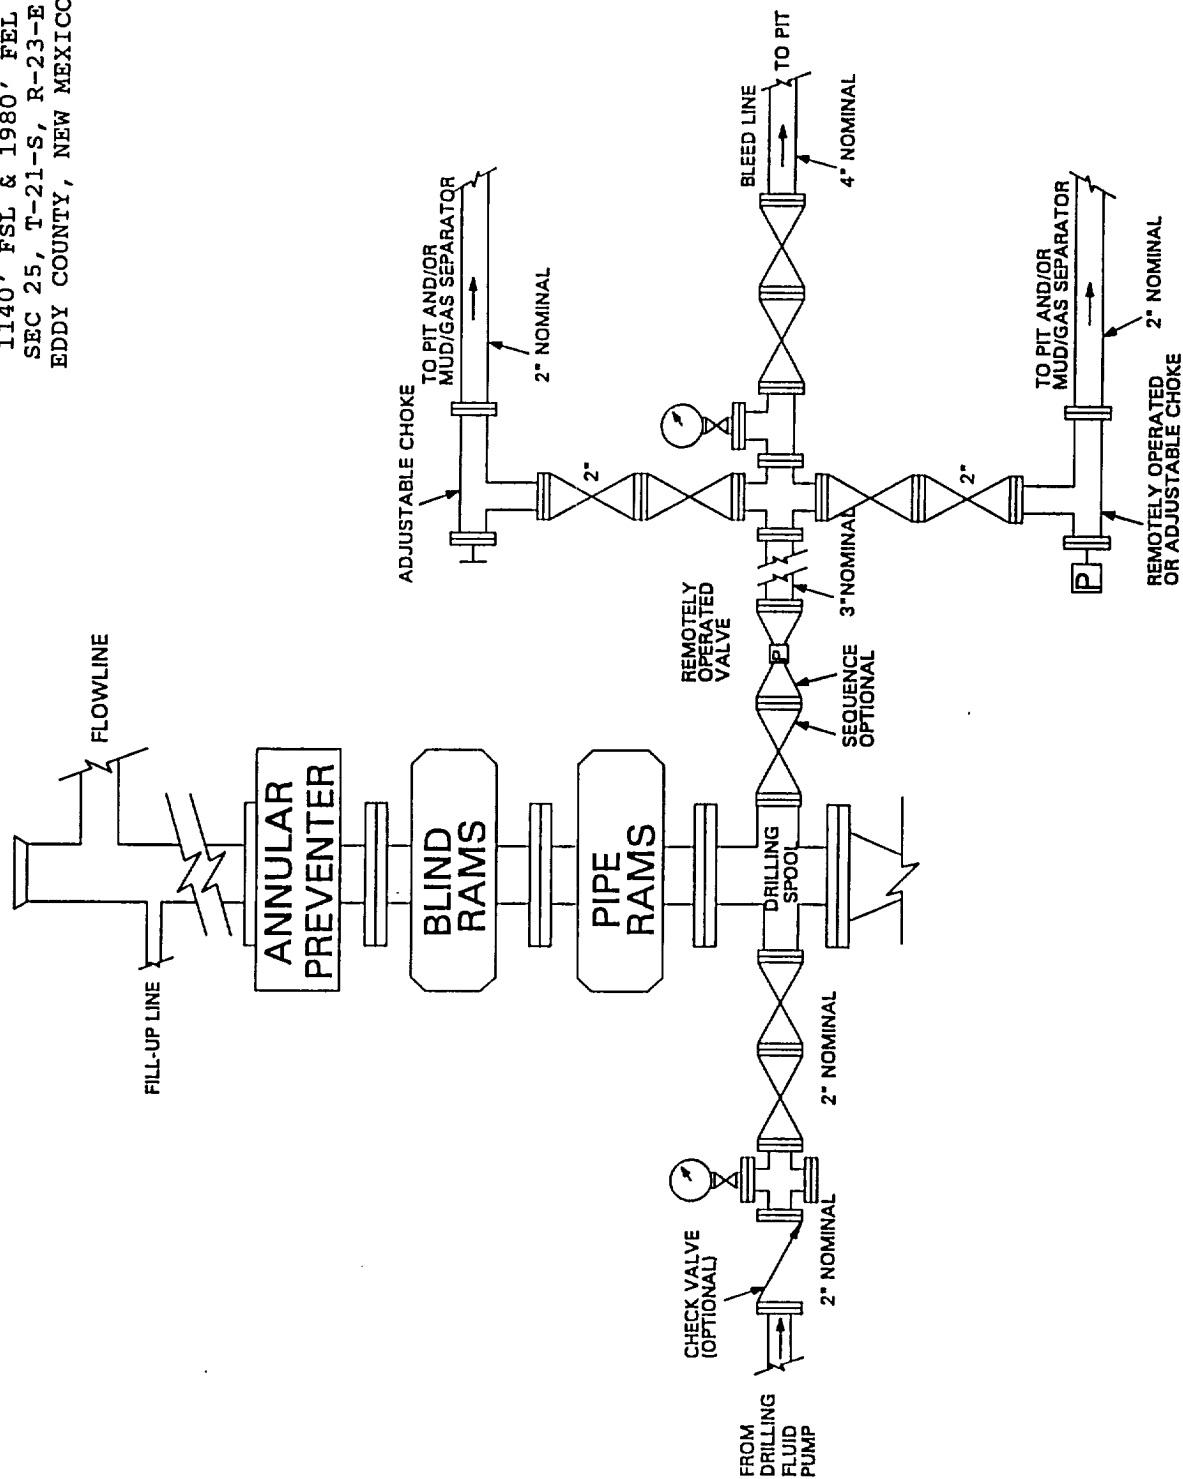 1140' FSL & 1980' FEL
SEC 25, T-21-S, R-23-E
EDDY COUNTY, NEW MEXICO
FLOWLINE
FILL-UP LINE
ANNULAR
PREVENTER
BLIND
RAMS
PIPE
RAMS
DRILLING
SPOOL
FROM
DRILLING
FLUID
PUMP
CHECK VALVE
(OPTIONAL)
2" NOMINAL
2" NOMINAL
REMOTELY
OPERATED
VALVE
P
SEQUENCE
OPTIONAL
3" NOMINAL
ADJUSTABLE CHOKE
TO PIT AND/OR
MUD/GAS SEPARATOR
2" NOMINAL
2"
BLEED LINE
TO PIT
4" NOMINAL
2"
P
TO PIT AND/OR
MUD/GAS SEPARATOR
2" NOMINAL
REMOTELY OPERATED
OR ADJUSTABLE CHOKE